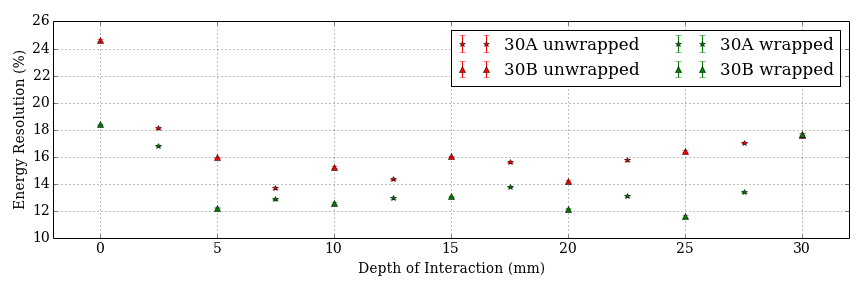 26
24
22
20
18
16
14
12
10
Energy Resolution (%)
30A unwrapped 30A wrapped
30B unwrapped 30B wrapped
0 5 10 15 20 25 30
Depth of Interaction (mm)